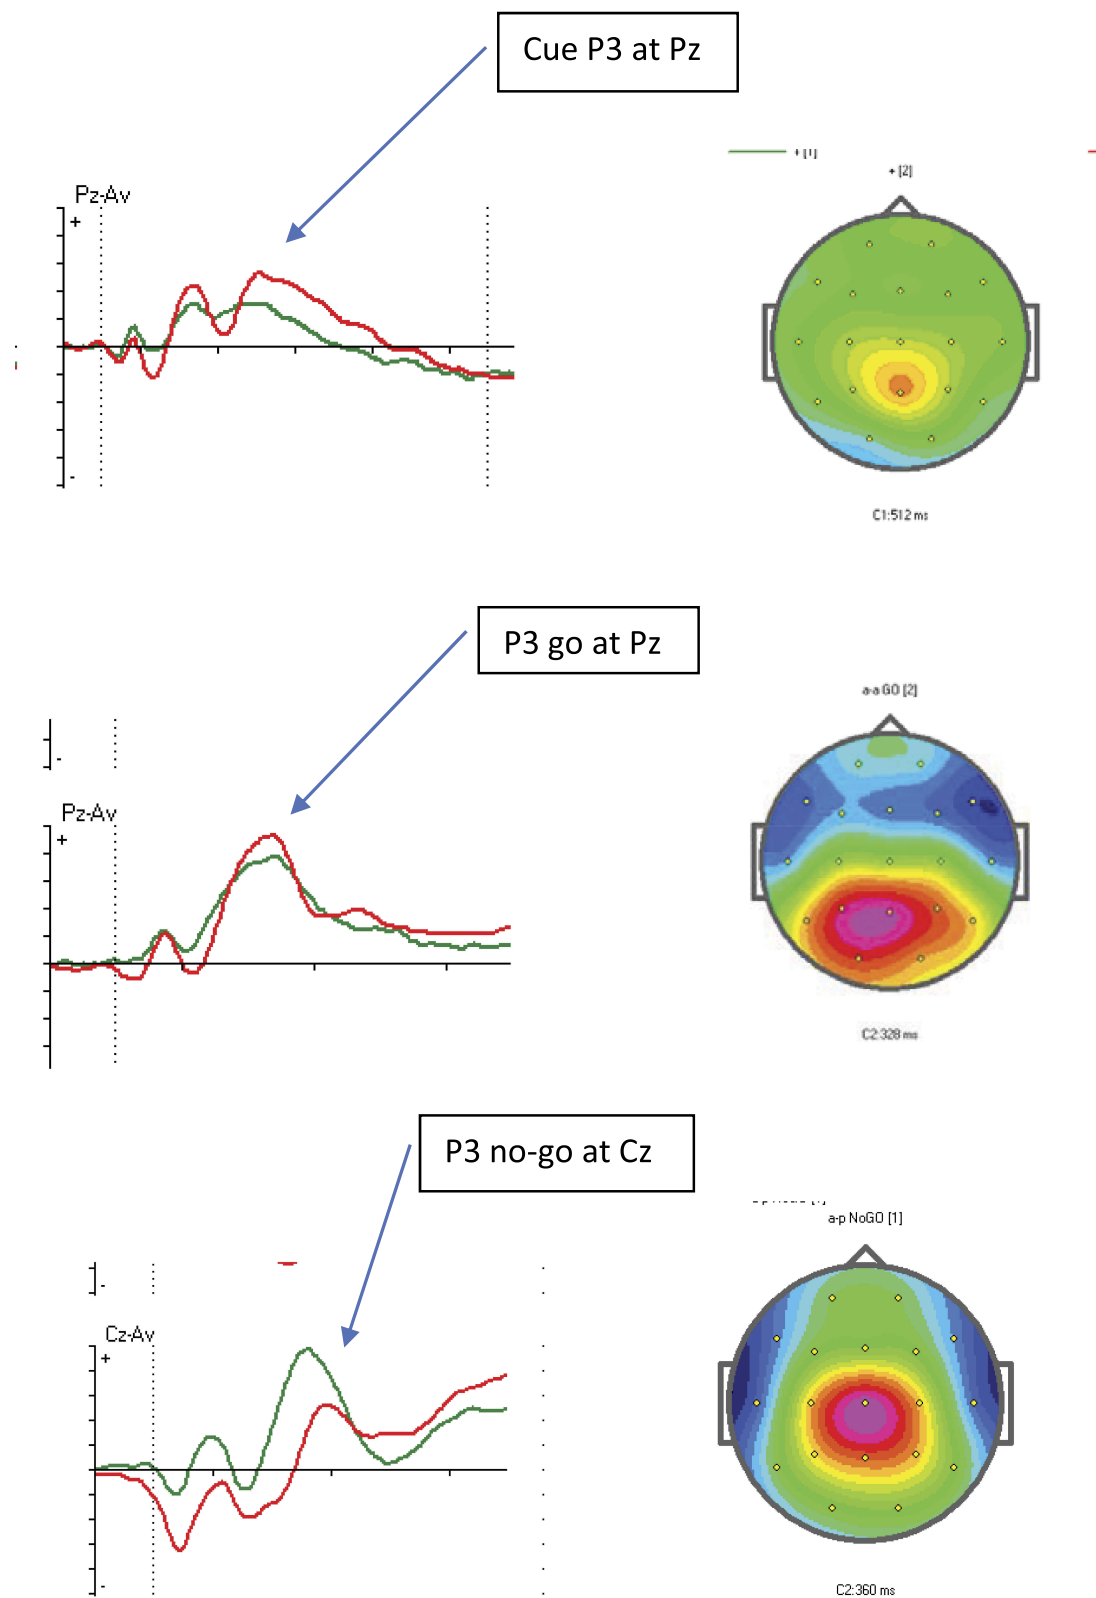 Cue P3 at Pz
+ [2]
Pz-Av
+
-
C1:512 ms
P3 go at Pz
a-a GO [2]
-
Pz-Av
+
C2:328 ms
P3 no-go at Cz
a-p NoGO [1]
-
Cz-Av
+
-
C2:360 ms